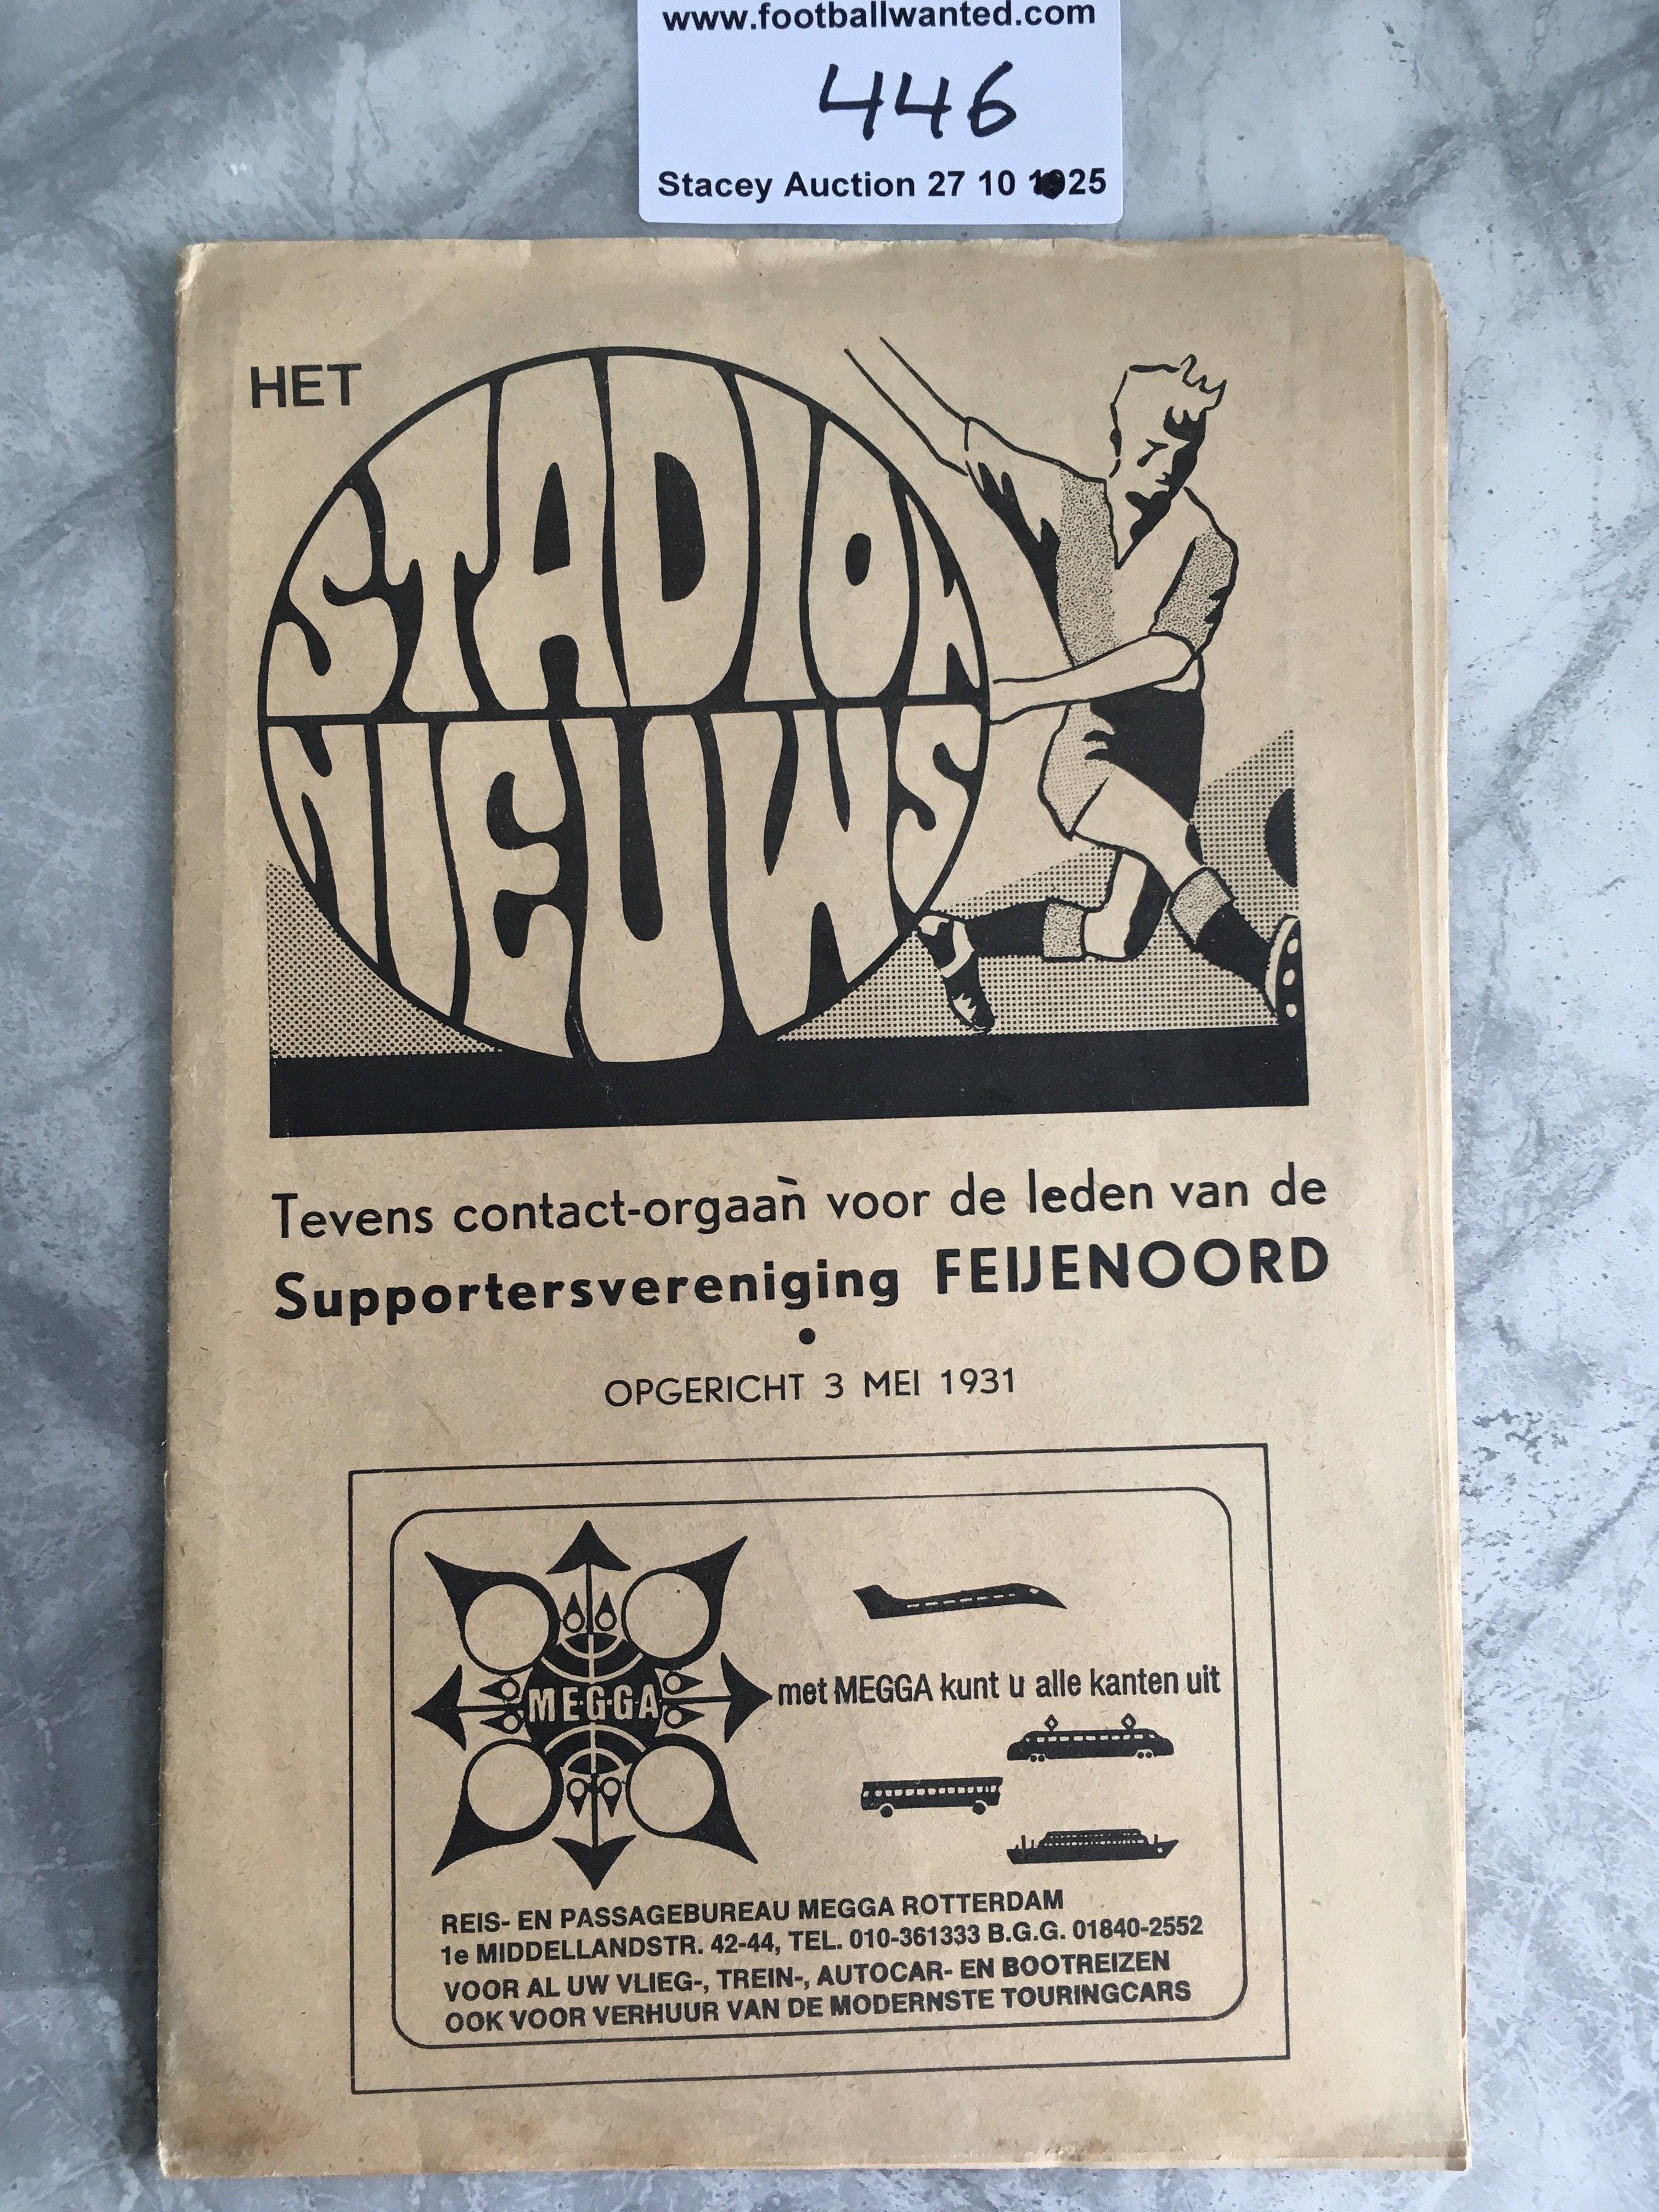 www.footballwanted.com
446
Stacey Auction 27 10 1925
HET
STADION
NIEUWS
Tevens contact-orgaan voor de leden van de
Supportersvereniging FEIJENOORD
•
OPGERICHT 3 MEI 1931
MEGGA
met MEGGA kunt u alle kanten uit
REIS- EN PASSAGEBUREAU MEGGA ROTTERDAM
1e MIDDELLANDSTR. 42-44, TEL. 010-361333 B.G.G. 01840-2552
VOOR AL UW VLIEG-, TREIN-, AUTOCAR- EN BOOTREIZEN
OOK VOOR VERHUUR VAN DE MODERNSTE TOURINGCARS